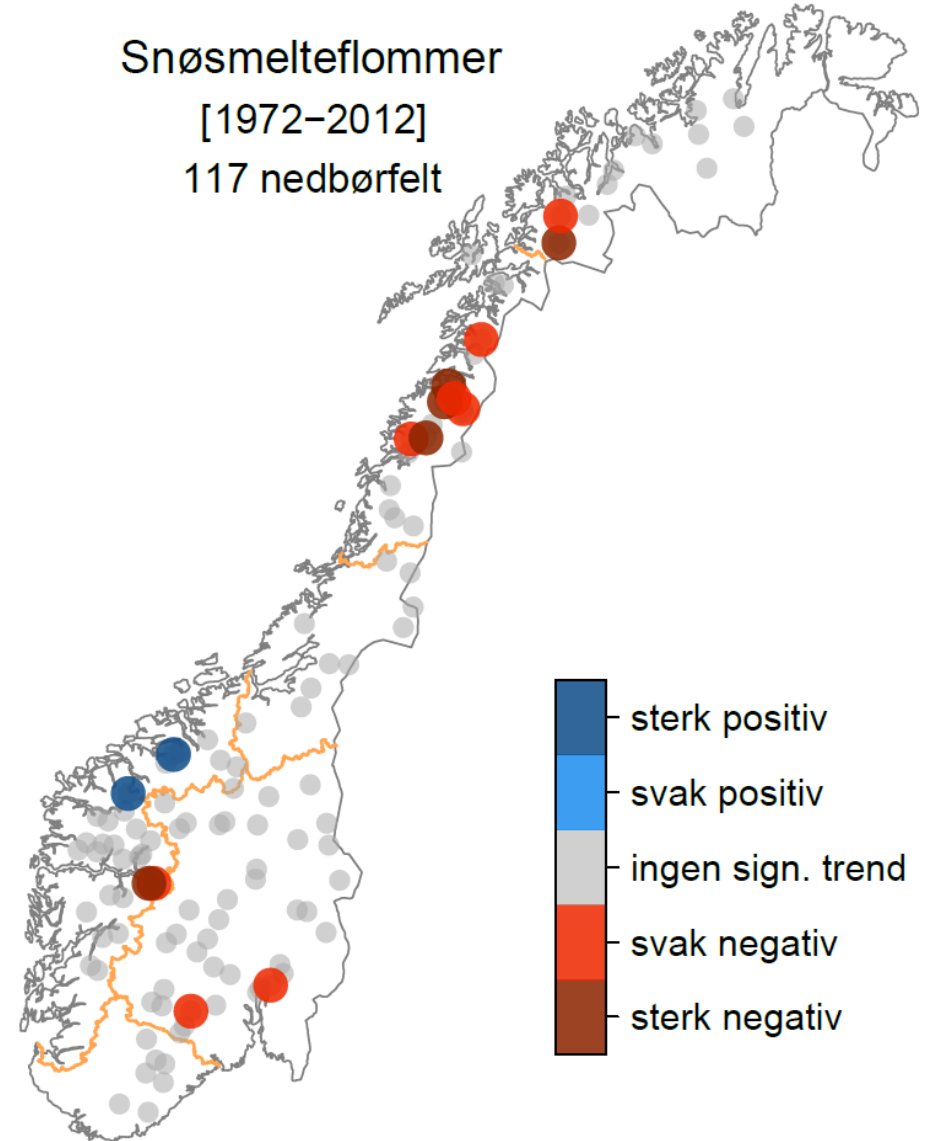 Snøsmelteflommer
[1972−2012]
117 nedbørfelt
sterk positiv
svak positiv
ingen sign. trend
svak negativ
sterk negativ